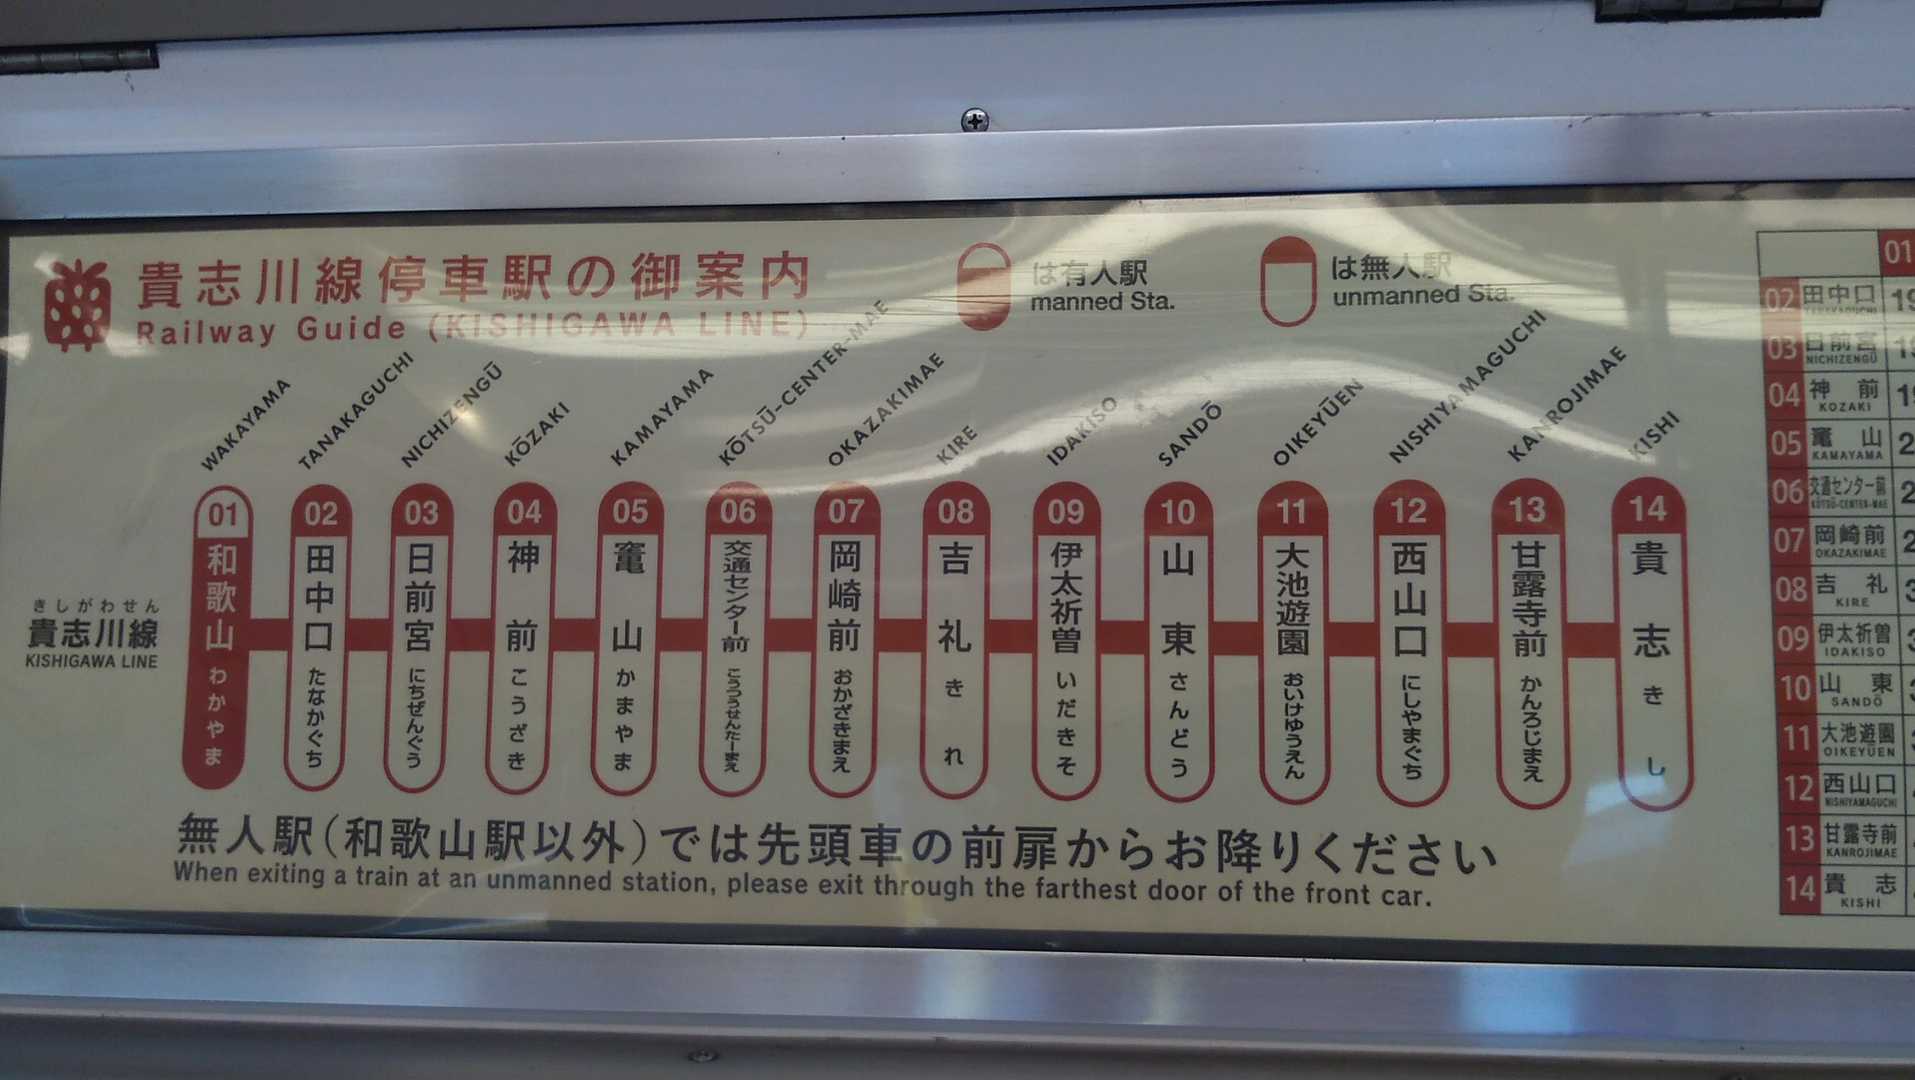 貴志川線停車駅の御案内
Railway Guide (KISHIGAWA LINE)
は有人駅
manned Sta.
は無人駅
unmanned Sta.
きしがわせん
貴志川線
KISHIGAWA LINE
WAKAYAMA
01
和歌山
わかやま
TANAKAGUCHI
02
田中口
たなかぐち
NICHIZENGŪ
03
日前宮
にちぜんぐう
KŌZAKI
04
神前
こうざき
KAMAYAMA
05
竈山
かまやま
KŌTSŪ-CENTER-MAE
06
交通センター前
こうつうせんたーまえ
OKAZAKIMAE
07
岡崎前
おかざきまえ
KIRE
08
吉礼
きれ
IDAKISO
09
伊太祈曽
いだきそ
SANDŌ
10
山東
さんどう
OIKEYŪEN
11
大池遊園
おいけゆうえん
NISHIYAMAGUCHI
12
西山口
にしやまぐち
KANROJIMAE
13
甘露寺前
かんろじまえ
KISHI
14
貴志
きし
無人駅(和歌山駅以外)では先頭車の前扉からお降りください
When exiting a train at an unmanned station, please exit through the farthest door of the front car.
01
02 田中口
TANAKAGUCHI
03 日前宮
NICHIZENGŪ
04 神前
KOZAKI
05 竈山
KAMAYAMA
06 交通センター前
KŌTSŪ-CENTER-MAE
07 岡崎前
OKAZAKIMAE
08 吉礼
KIRE
09 伊太祈曽
IDAKISO
10 山東
SANDŌ
11 大池遊園
OIKEYŪEN
12 西山口
NISHIYAMAGUCHI
13 甘露寺前
KANROJIMAE
14 貴志
KISHI